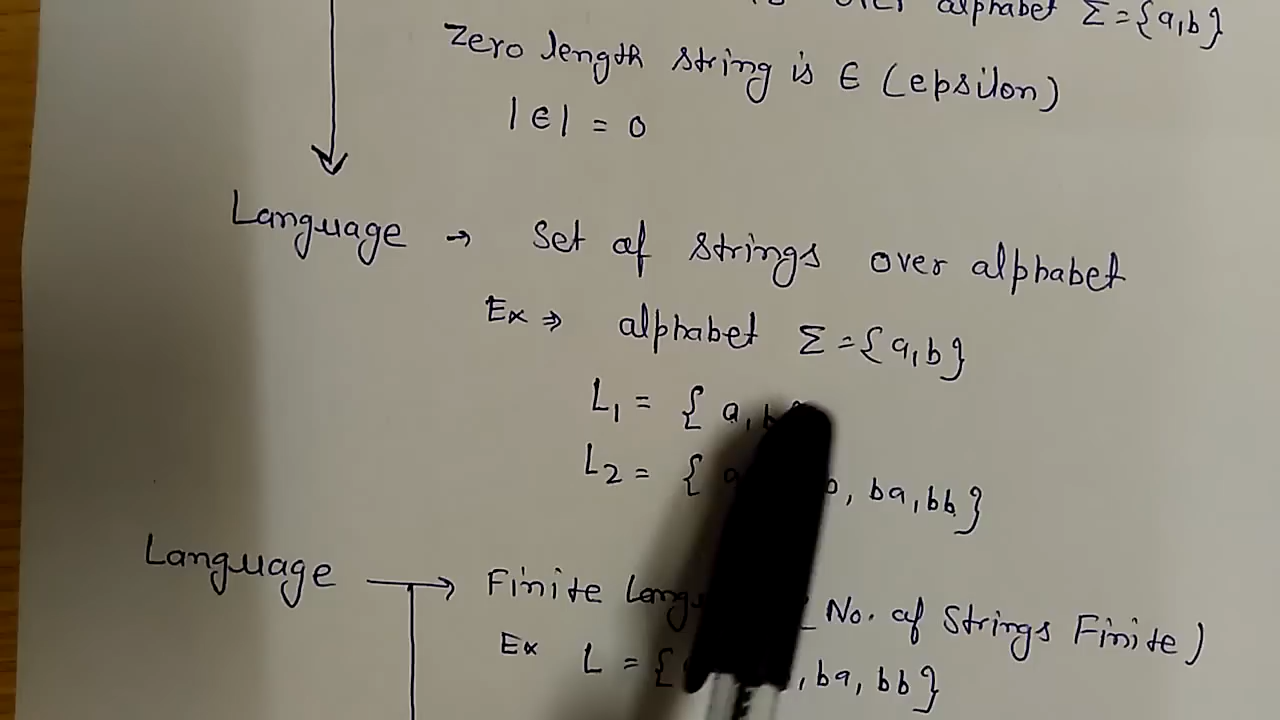 alphabet Σ={a,b}
Zero length string is ϵ (epsilon)
|ϵ| = 0
Language → Set of strings over alphabet
Ex ⇒ alphabet Σ={a,b}
L1 = { a,b
L2 = { , ba,bb}
Language → Finite (No. of Strings Finite)
Ex L = { , ba, bb}